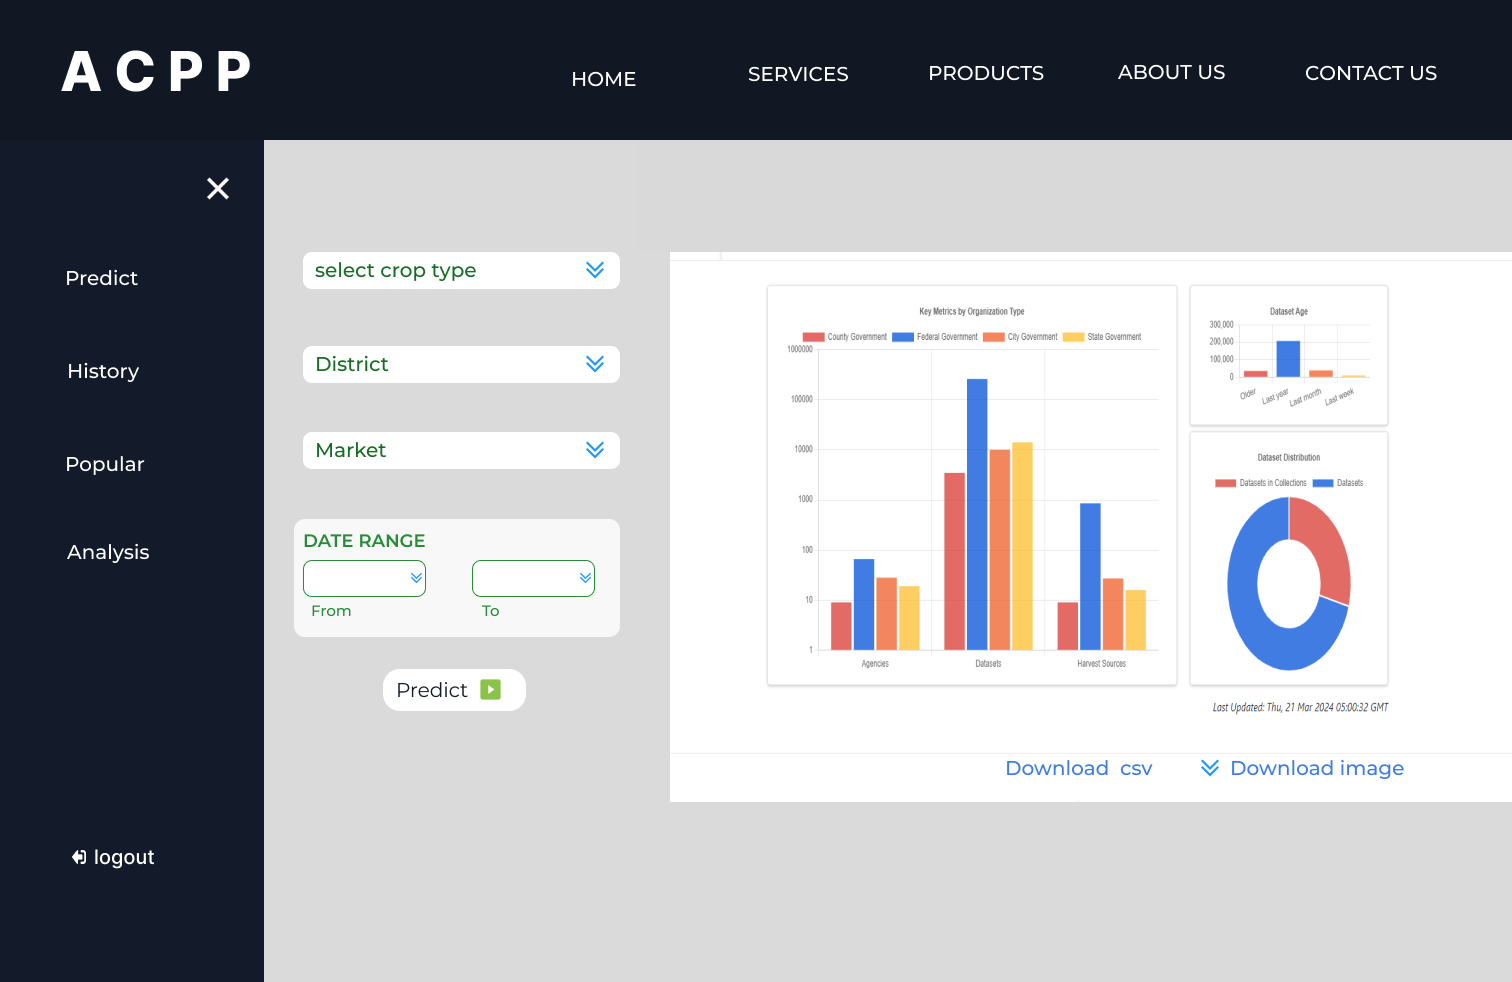 ACPP
HOME
SERVICES
PRODUCTS
ABOUT US
CONTACT US
Predict
History
Popular
Analysis
logout
select crop type
District
Market
DATE RANGE
From
To
Predict
Key Metrics by Organization Type
County Government
Federal Government
City Government
State Government
1000000
100000
10000
1000
100
10
1
Agencies
Datasets
Harvest Sources
Dataset Age
300,000
200,000
100,000
0
Older
Last year
Last month
Last week
Dataset Distribution
Datasets in Collections
Datasets
Last Updated: Thu, 21 Mar 2024 05:00:32 GMT
Download csv
Download image